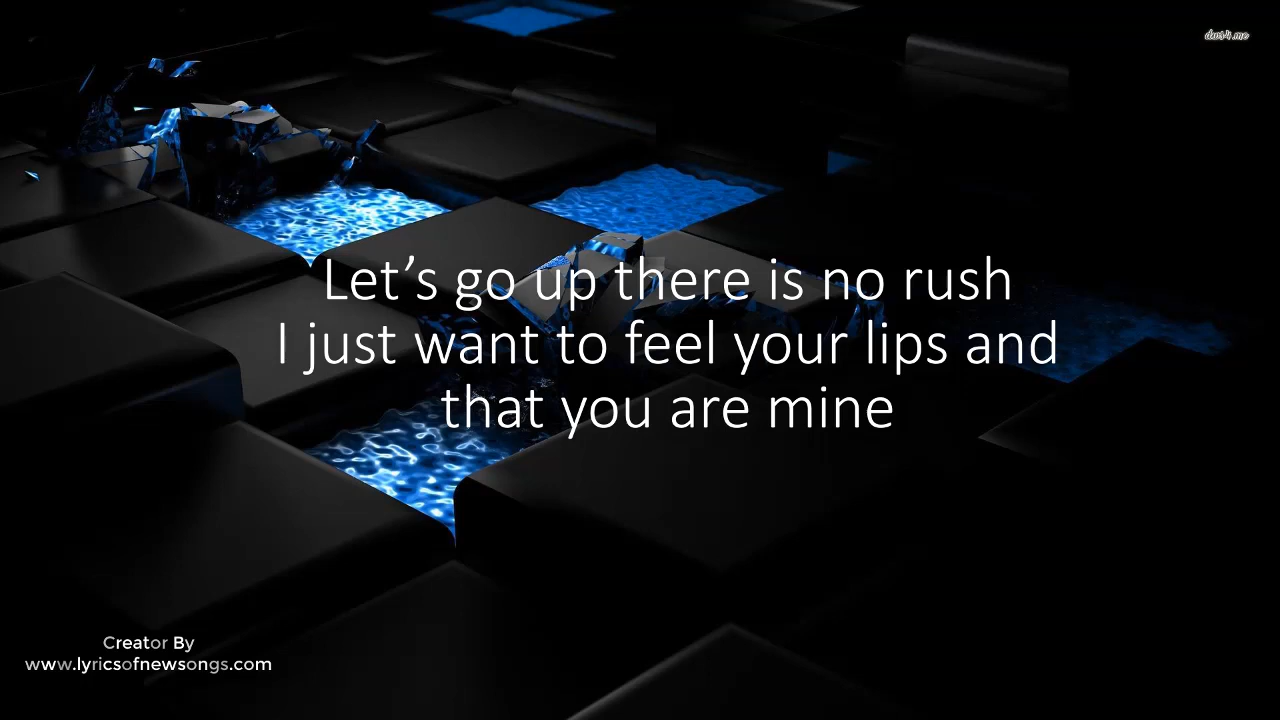 Let’s go up there is no rush
I just want to feel your lips and
that you are mine
Creator By
www.lyricsofnewsongs.com